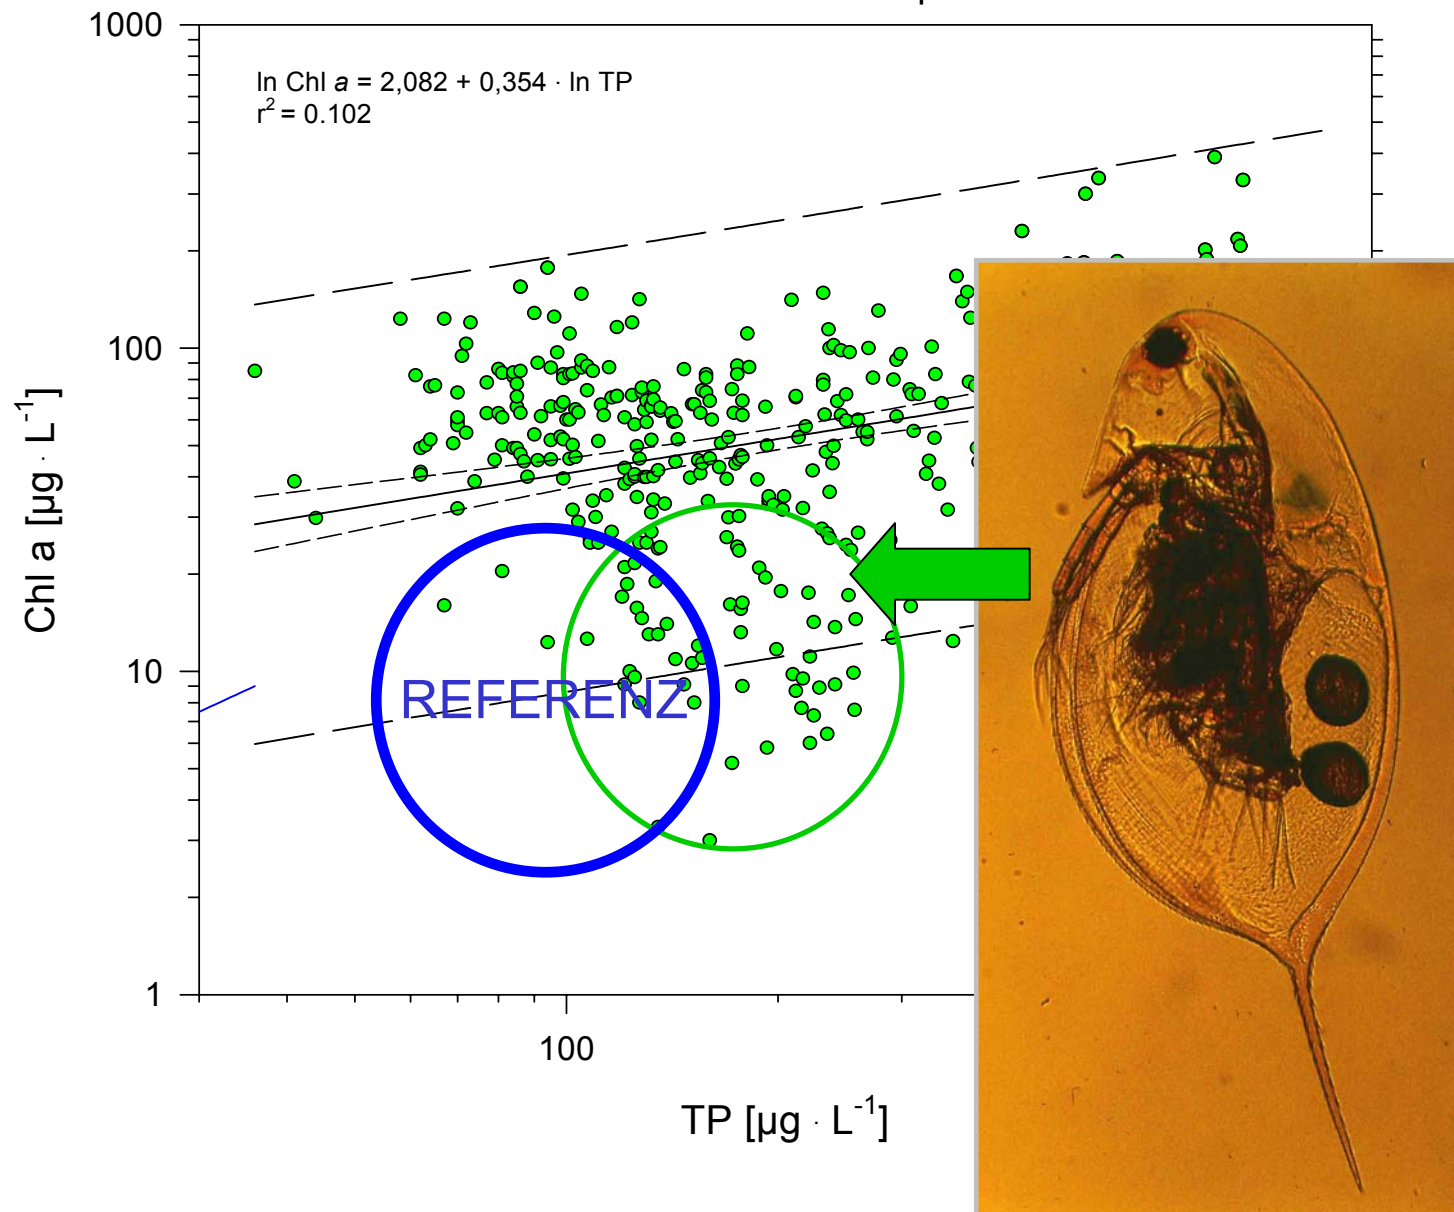 1000
ln Chl a = 2,082 + 0,354 · ln TP
r² = 0.102
100
Chl a [µg · L⁻¹]
10
REFERENZ
1
100
TP [µg · L⁻¹]